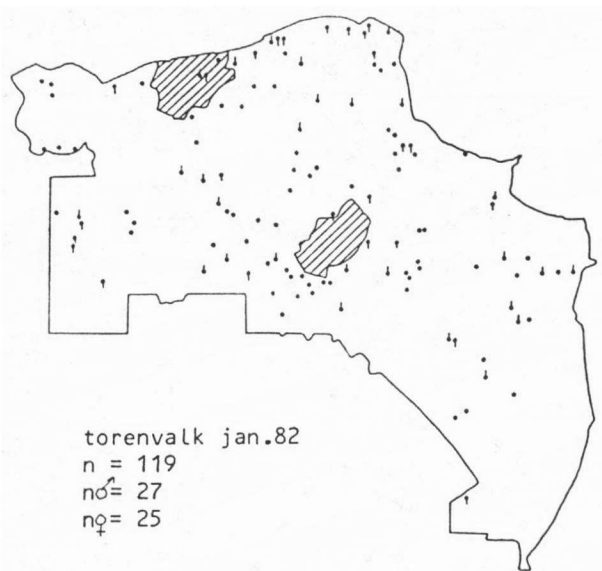 torenvalk jan.82
n = 119
n♂= 27
n♀= 25